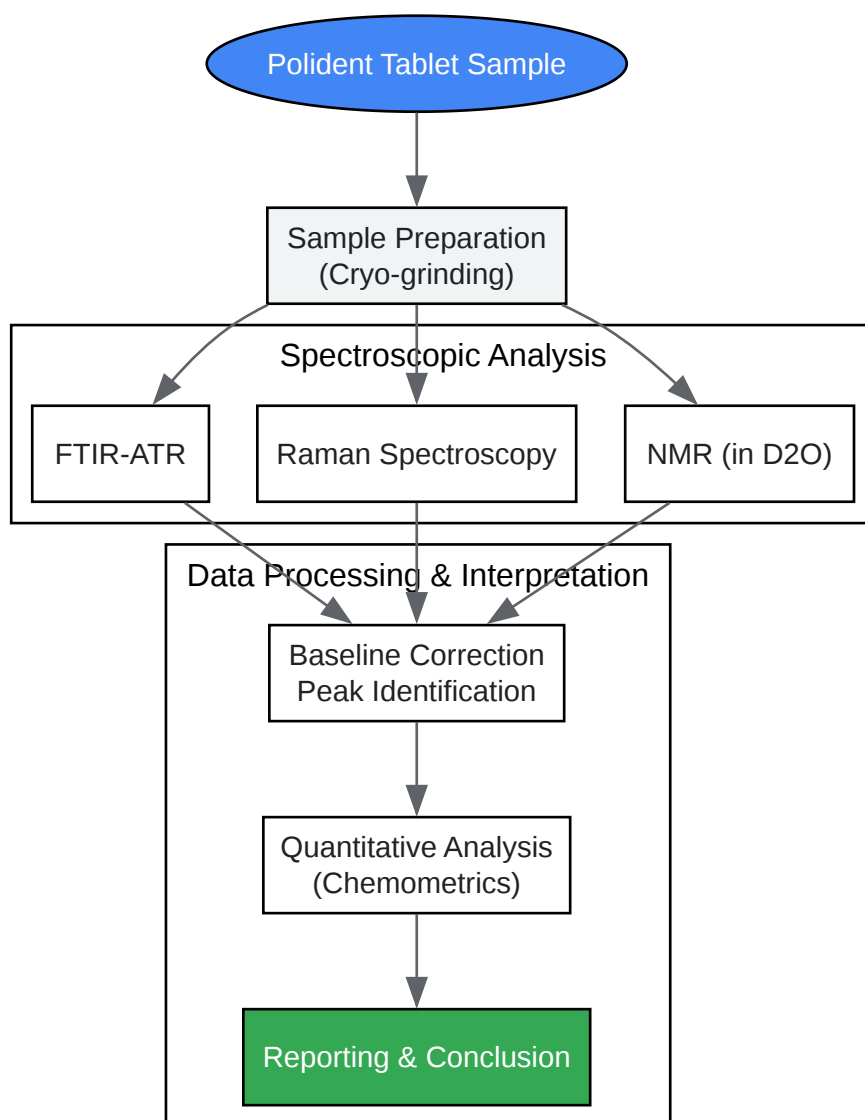 Polident Tablet Sample
Sample Preparation
(Cryo-grinding)
Spectroscopic Analysis
FTIR-ATR
Raman Spectroscopy
NMR (in D2O)
Data Processing & Interpretation
Baseline Correction
Peak Identification
Quantitative Analysis
(Chemometrics)
Reporting & Conclusion